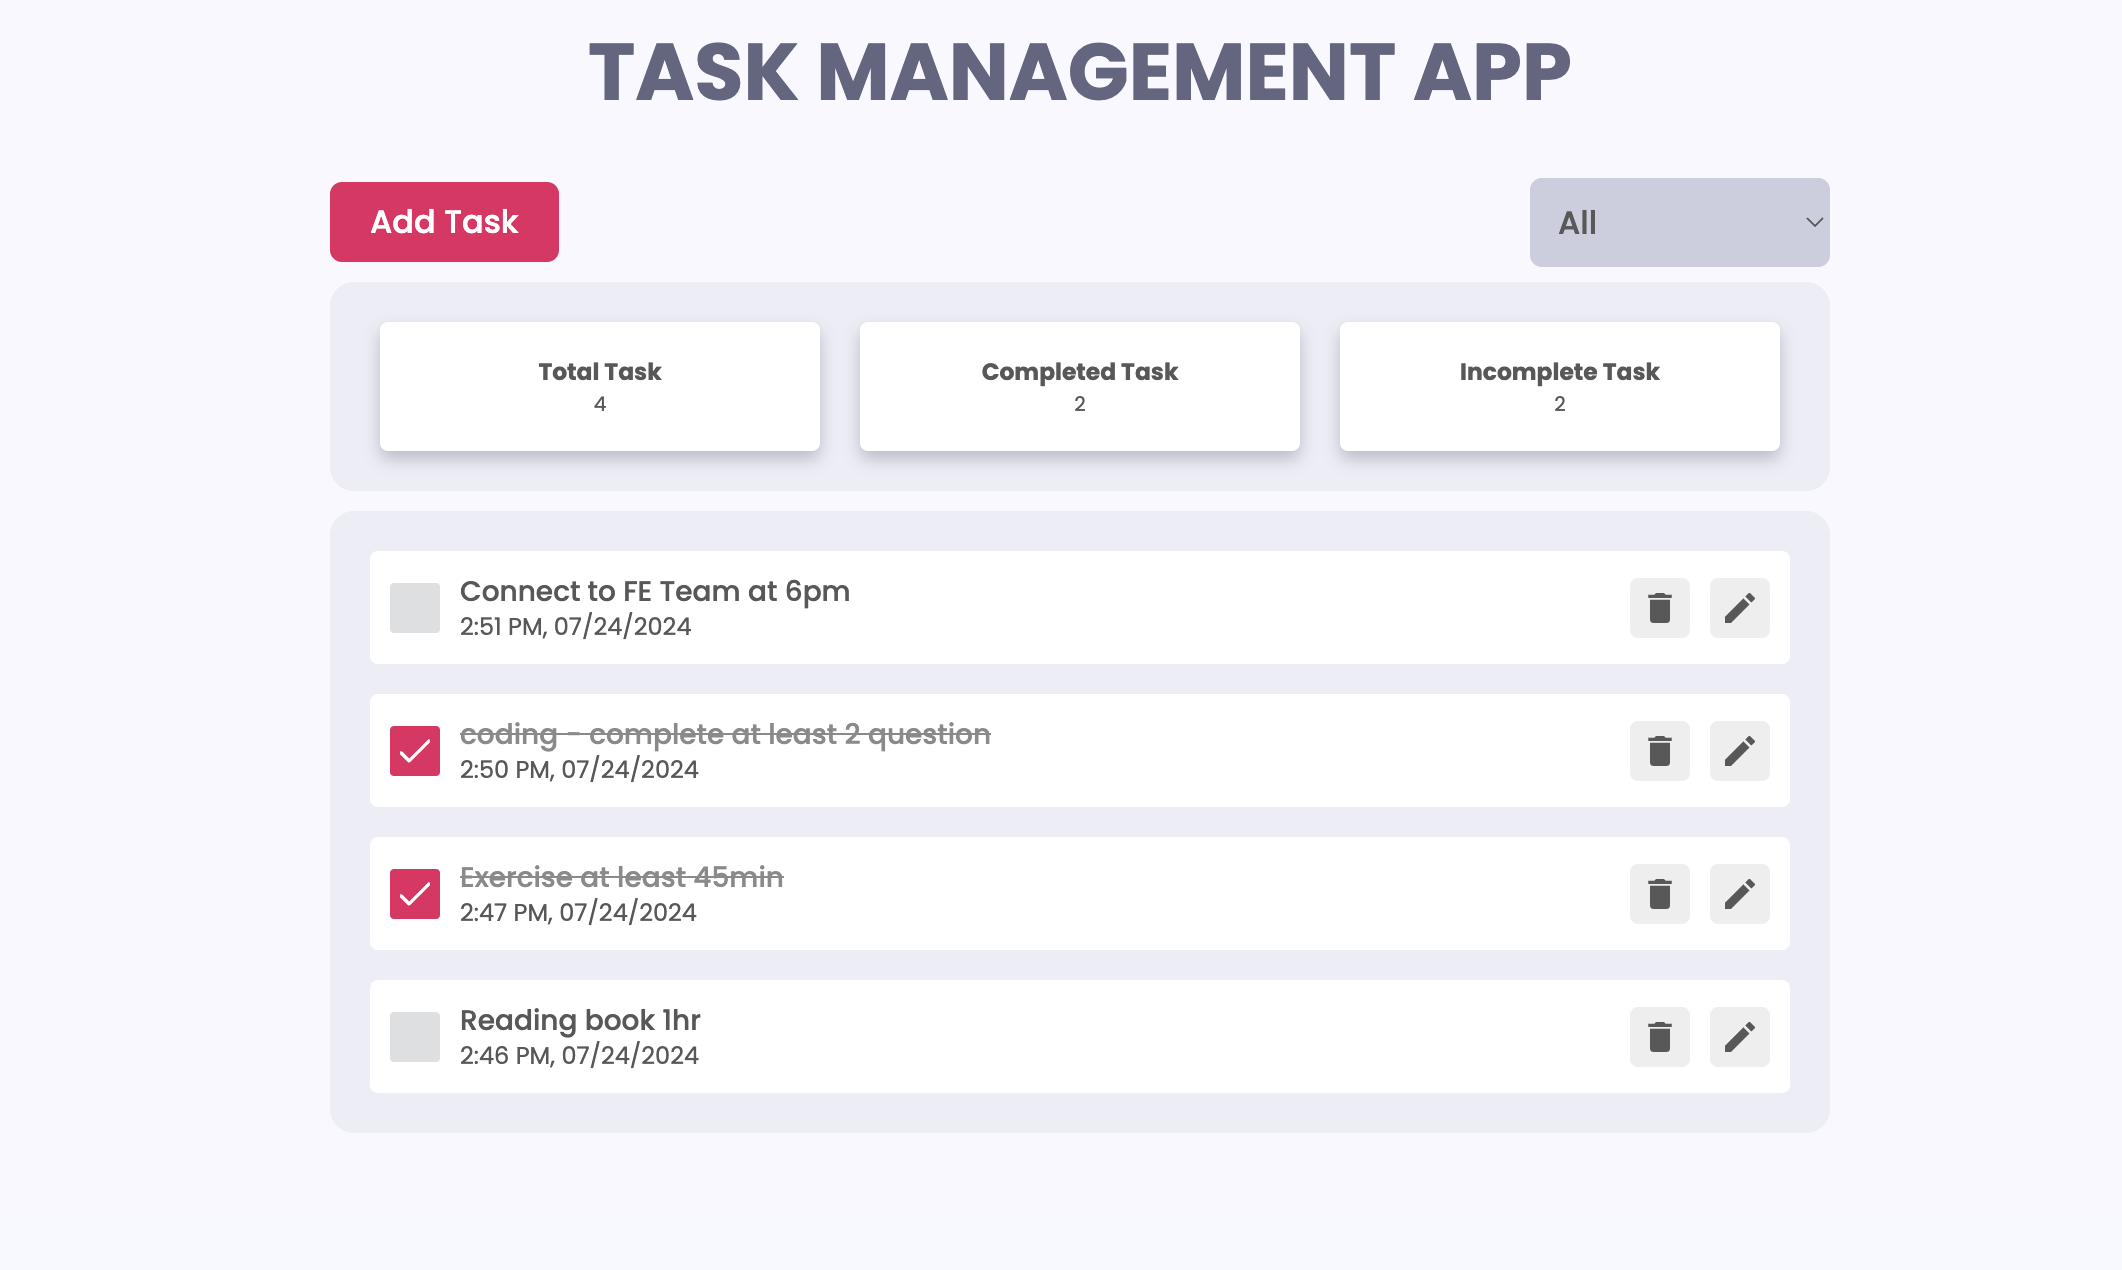 TASK MANAGEMENT APP
Add Task
All
Total Task
4
Completed Task
2
Incomplete Task
2
Connect to FE Team at 6pm
2:51 PM, 07/24/2024
coding - complete at least 2 question
2:50 PM, 07/24/2024
Exercise at least 45min
2:47 PM, 07/24/2024
Reading book 1hr
2:46 PM, 07/24/2024